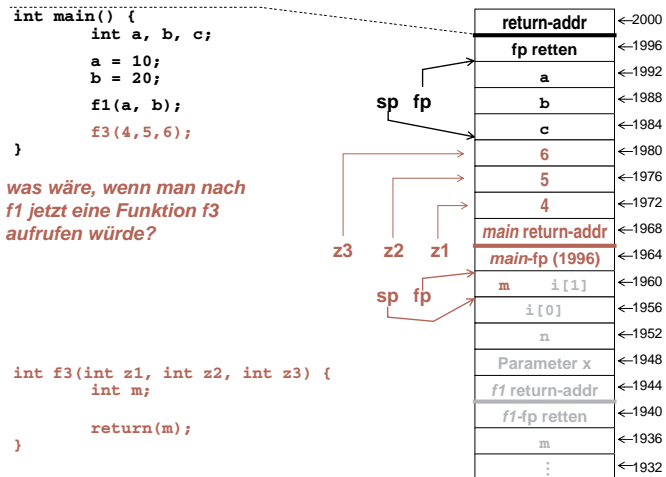 int main() {
int a, b, c;
a = 10;
b = 20;
f1(a, b);
f3(4,5,6);
}
was wäre, wenn man nach
f1 jetzt eine Funktion f3
aufrufen würde?
int f3(int z1, int z2, int z3) {
int m;
return(m);
}
sp fp
z3 z2 z1
sp fp
return-addr 2000
fp retten 1996
a 1992
b 1988
c 1984
6 1980
5 1976
4 1972
main return-addr 1968
main-fp (1996) 1964
m i[1] 1960
i[0] 1956
n 1952
Parameter x 1948
f1 return-addr 1944
f1-fp retten 1940
m 1936
⋮ 1932